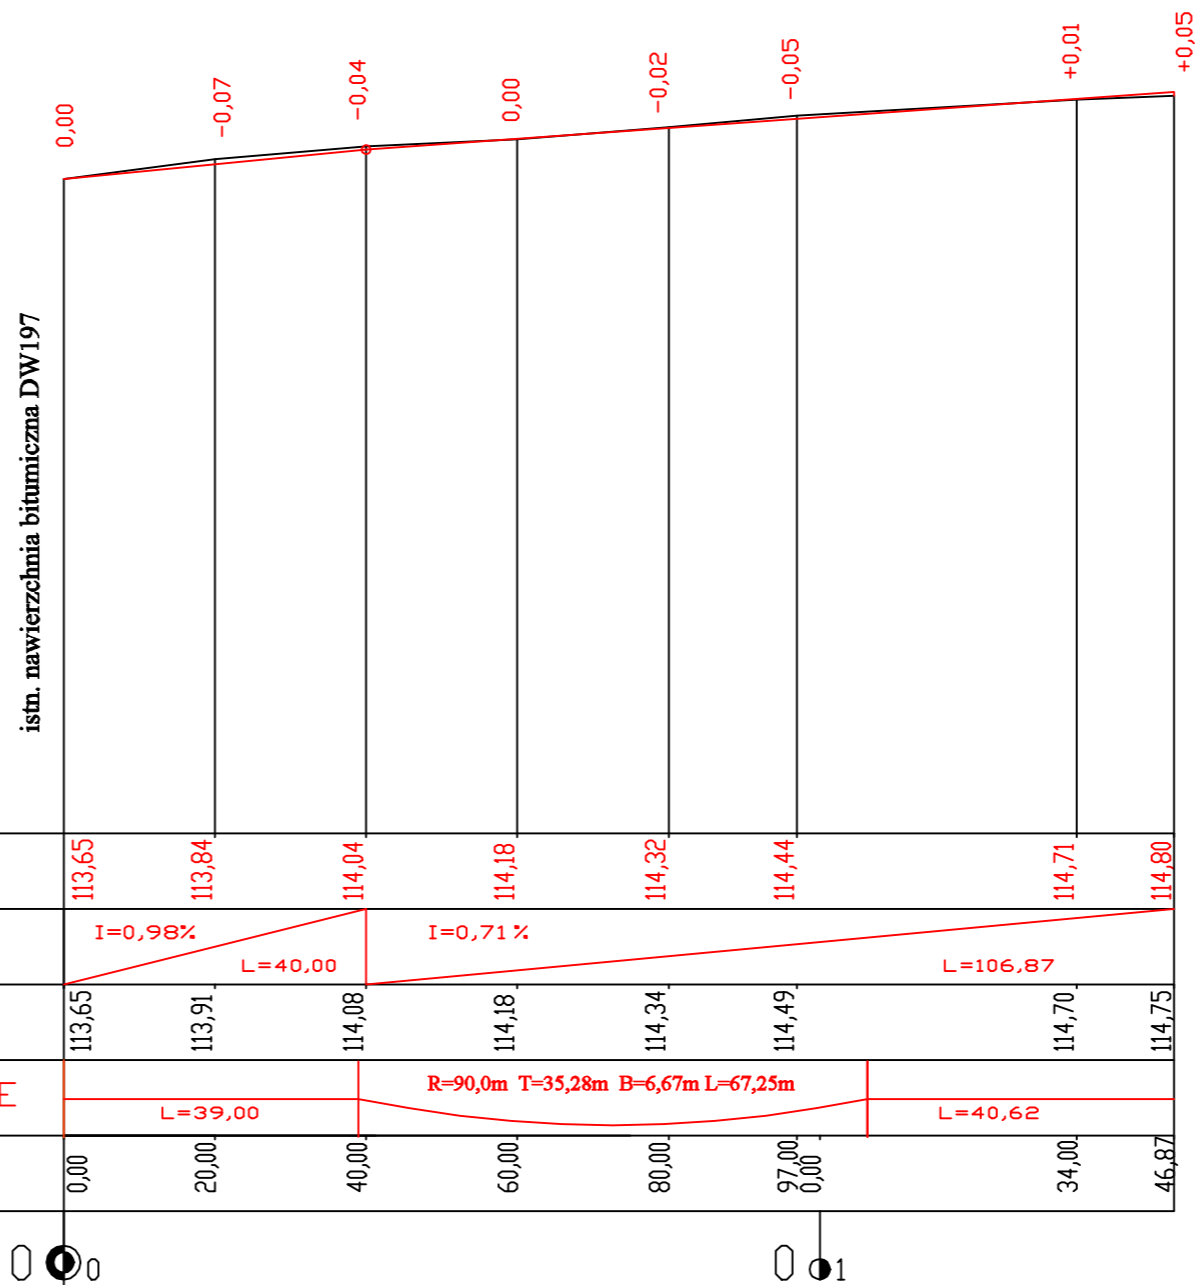 0,00 -0,07 -0,04 0,00 -0,02 -0,05 +0,01 +0,05
istn. nawierzchnia bitumiczna DW197
113,65 113,84 114,04 114,18 114,32 114,44 114,71 114,80
I=0,98% I=0,71%
L=40,00 L=106,87
113,65 113,91 114,08 114,18 114,34 114,49 114,70 114,75
R=90,0m T=35,28m B=6,67m L=67,25m
L=39,00 L=40,62
0,00 20,00 40,00 60,00 80,00 97,00 0,00 34,00 46,87
0 0 0 1